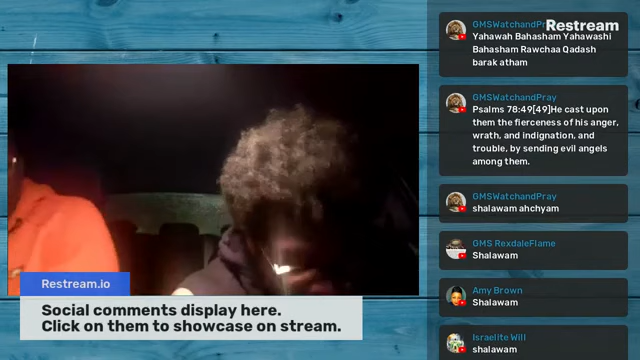 Restream
GMSWatchandPr
Yahawah Bahasham Yahawashi
Bahasham Rawchaa Qadash
barak atham
GMSWatchandPray
Psalms 78:49[49]He cast upon
them the fierceness of his anger,
wrath, and indignation, and
trouble, by sending evil angels
among them.
GMSWatchandPray
shalawam ahchyam
GMS RexdaleFlame
Shalawam
Amy Brown
Shalawam
Israelite Will
shalawam
Restream.io
Social comments display here.
Click on them to showcase on stream.